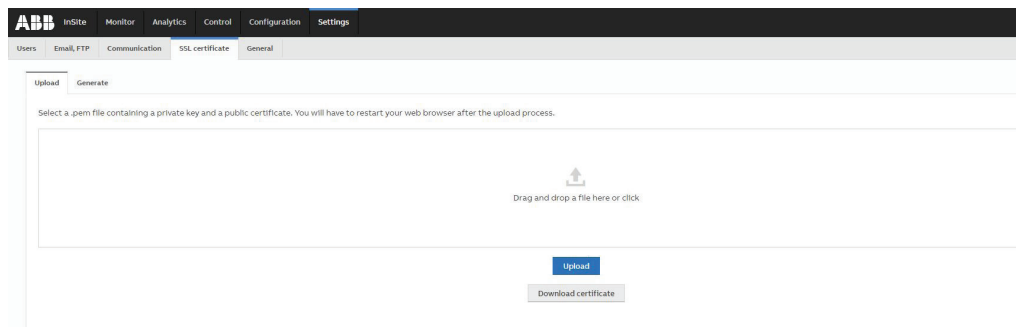 ABB InSite Monitor Analytics Control Configuration Settings
Users Email, FTP Communication SSL certificate General
Upload Generate
Select a .pem file containing a private key and a public certificate. You will have to restart your web browser after the upload process.
Drag and drop a file here or click
Upload
Download certificate